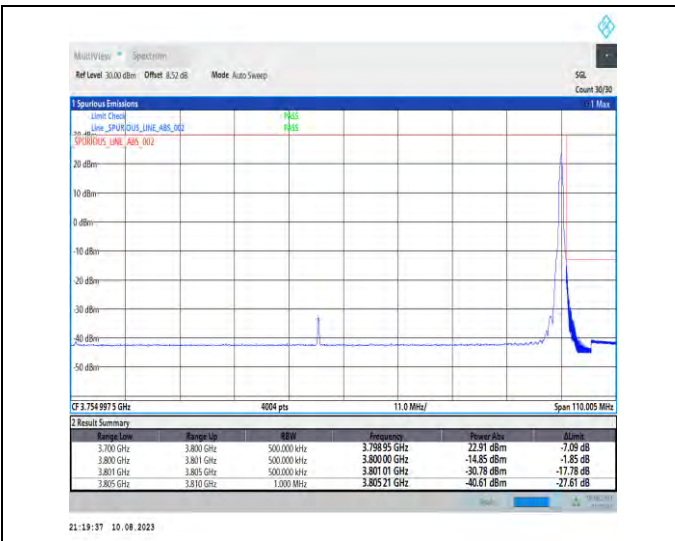 MultiView Spectrum
Ref Level 30.00 dBm Offset 8.52 dB Mode Auto Sweep SGL
Count 30/30
1 Spurious Emissions 1 Max
Limit Check PASS
Line _SPURIOUS_LINE_ABS_002 PASS
_SPURIOUS_LINE_ABS_002
20 dBm
10 dBm
0 dBm
-10 dBm
-20 dBm
-30 dBm
-40 dBm
-50 dBm
CF 3.754 997 5 GHz 4004 pts 11.0 MHz/ Span 110.005 MHz
2 Result Summary
Range Low Range Up RBW Frequency Power Abs ΔLimit
3.700 GHz 3.800 GHz 500.000 kHz 3.798 95 GHz 22.91 dBm -7.09 dB
3.800 GHz 3.801 GHz 500.000 kHz 3.800 00 GHz -14.85 dBm -1.85 dB
3.801 GHz 3.805 GHz 500.000 kHz 3.801 01 GHz -30.78 dBm -17.78 dB
3.805 GHz 3.810 GHz 1.000 MHz 3.805 21 GHz -40.61 dBm -27.61 dB
21:19:37 10.08.2023